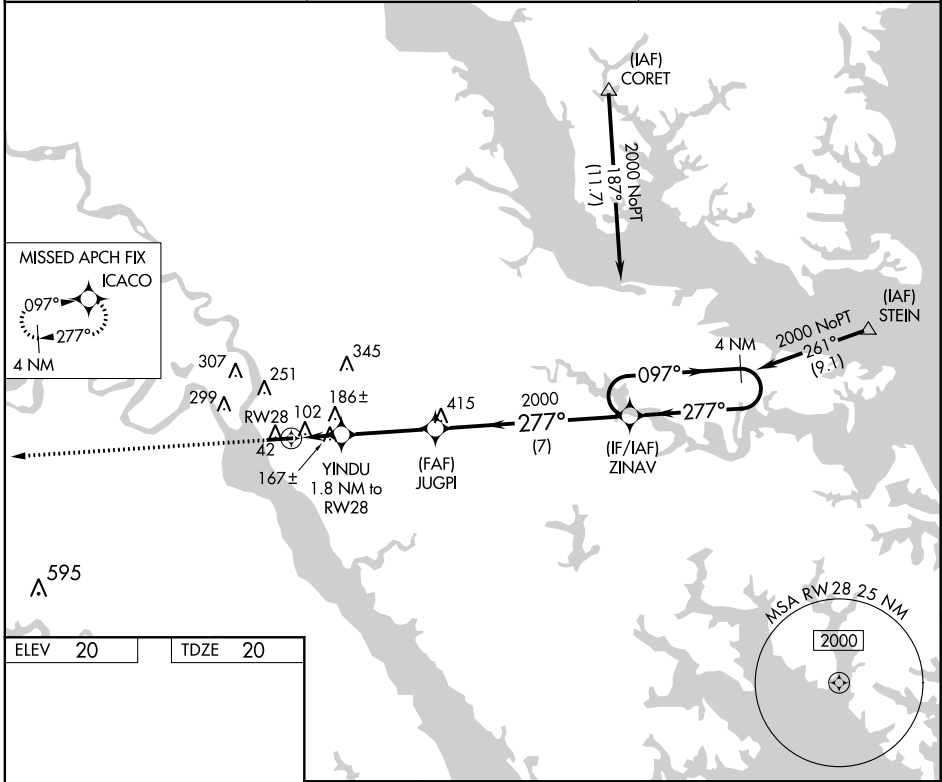 (IAF)
CORET
2000 NoPT
187°
(11.7)
MISSED APCH FIX
ICACO
097°
277°
4 NM
(IAF)
STEIN
2000 NoPT
261°
(9.1)
4 NM
097°
277°
345
307
251
299
RW28
102
186±
415
2000
277°
(7)
42
167±
YINDU
1.8 NM to
RW28
(FAF)
JUGPI
(IF/IAF)
ZINAV
595
MSA RW28 25 NM
2000
ELEV 20
TDZE 20